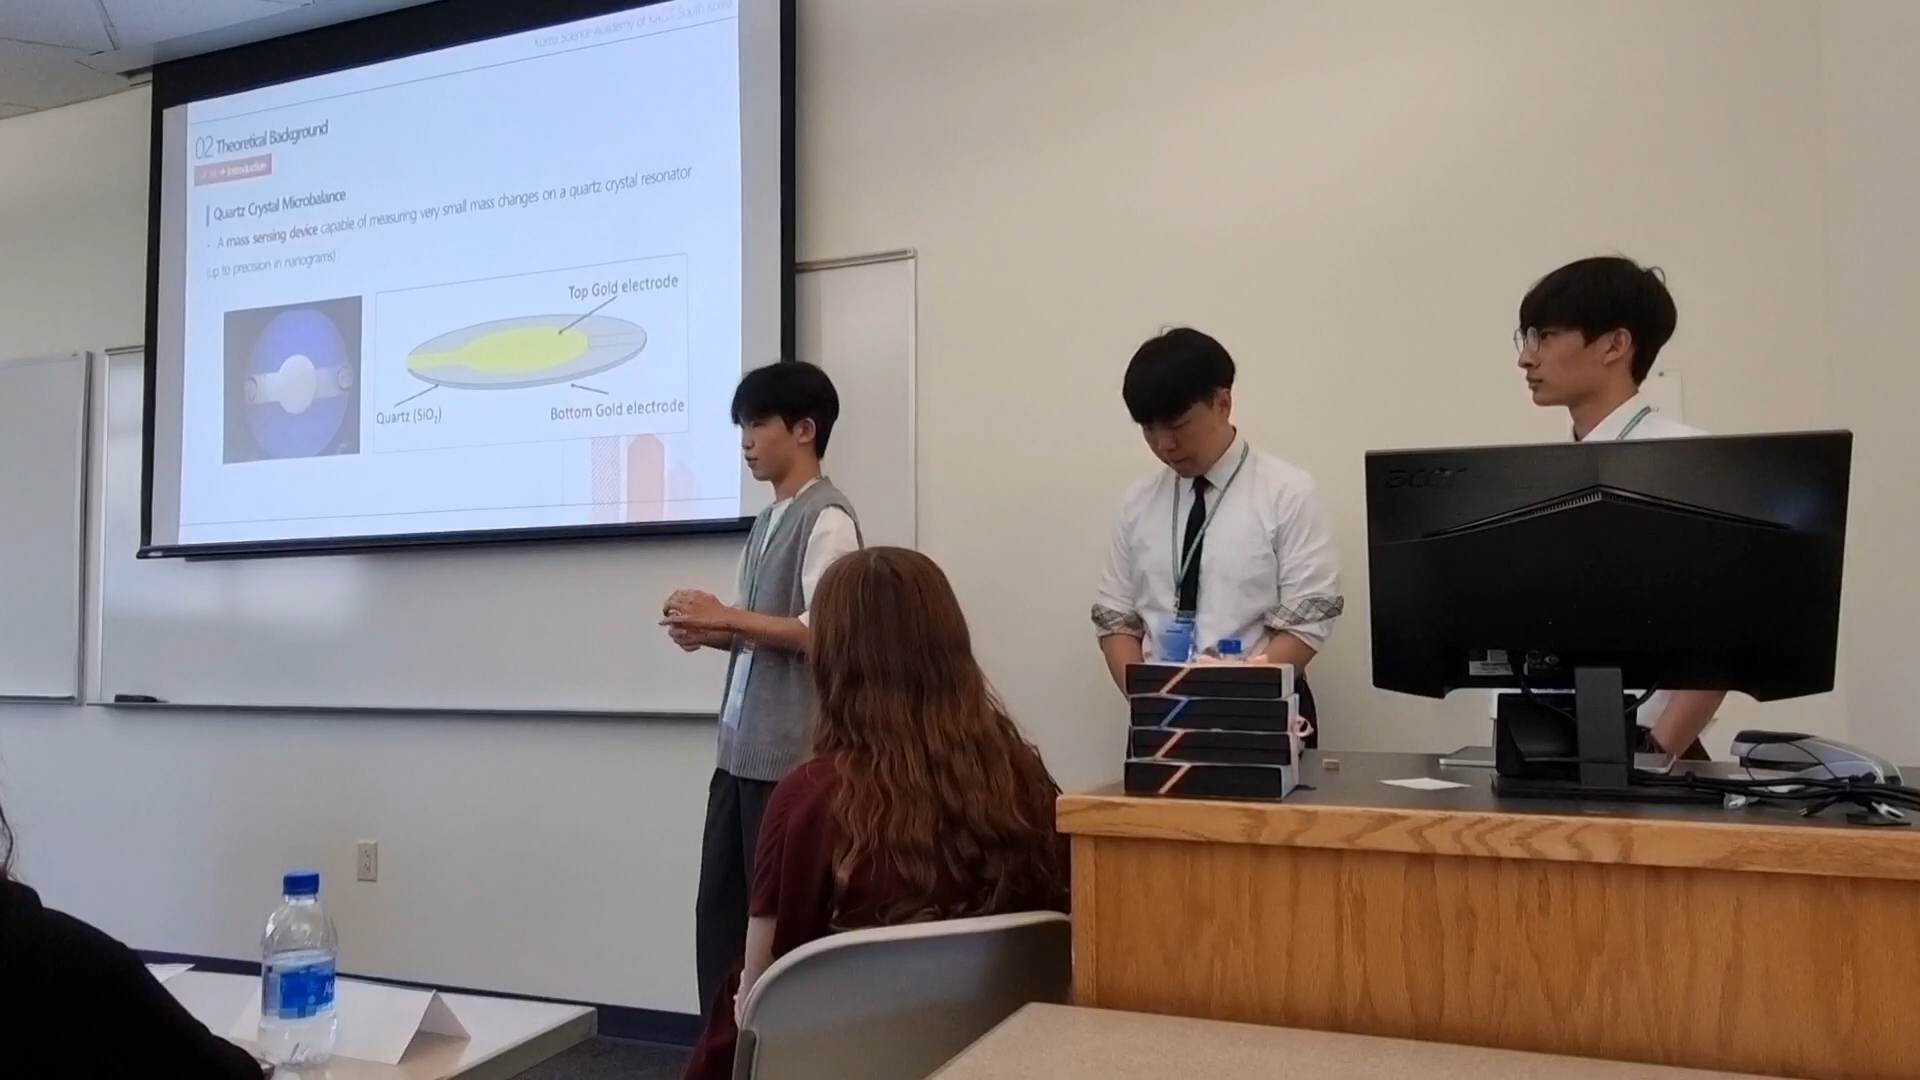 Korea Science Academy of KAIST, South Korea
02 Theoretical Background
→ Introduction
Quartz Crystal Microbalance
- A mass sensing device capable of measuring very small mass changes on a quartz crystal resonator
(up to precision in nanograms)
Top Gold electrode
Quartz (SiO₂)
Bottom Gold electrode
acer